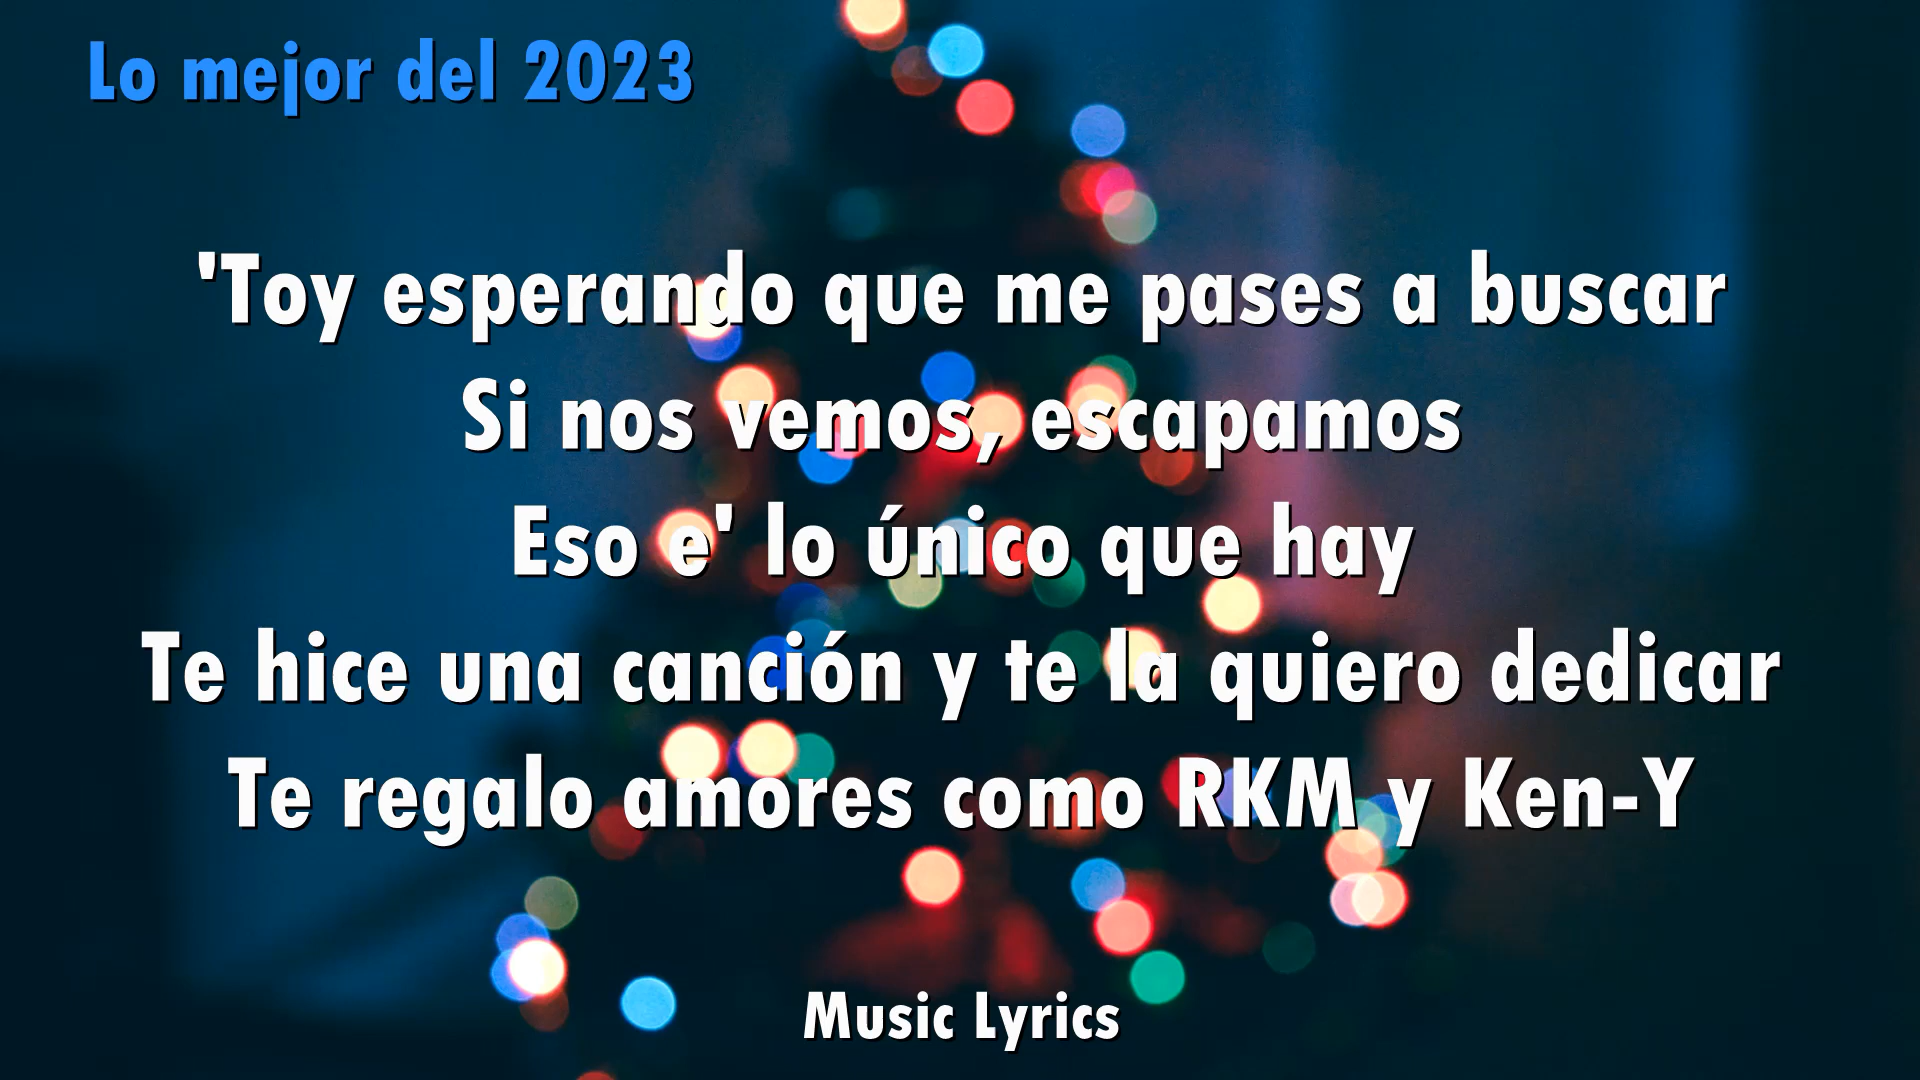 Lo mejor del 2023
'Toy esperando que me pases a buscar
Si nos vemos, escapamos
Eso e' lo único que hay
Te hice una canción y te la quiero dedicar
Te regalo amores como RKM y Ken-Y
Music Lyrics